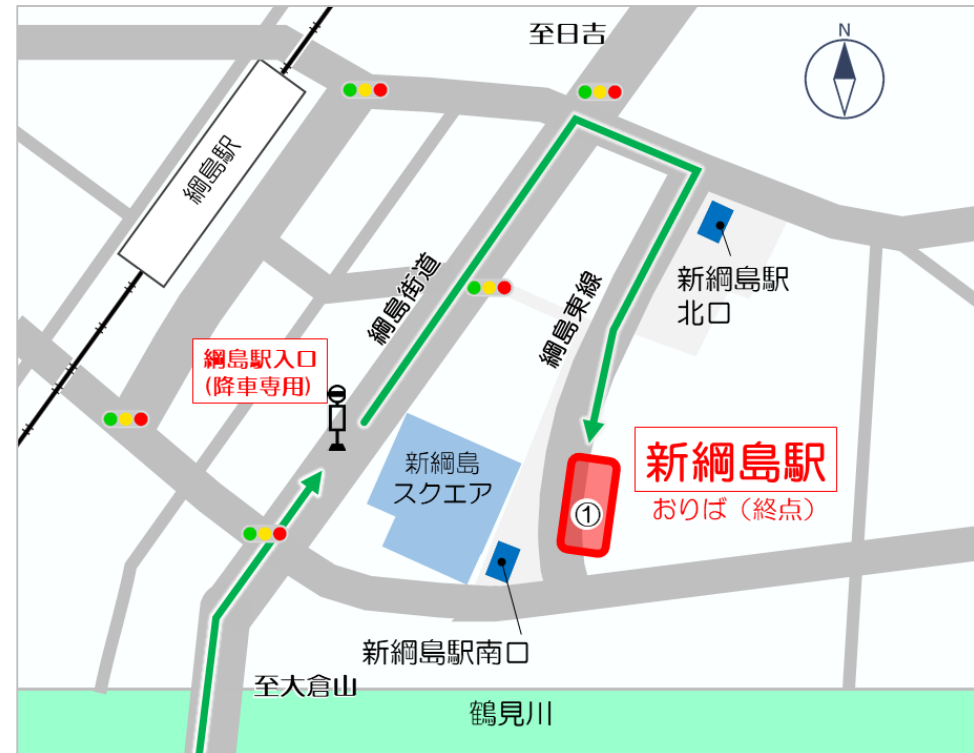 至日吉
N
綱島駅
綱島街道
新綱島駅
北口
綱島東線
綱島駅入口
(降車専用)
新綱島
スクエア
新綱島駅
おりば（終点）
①
新綱島駅南口
至大倉山
鶴見川